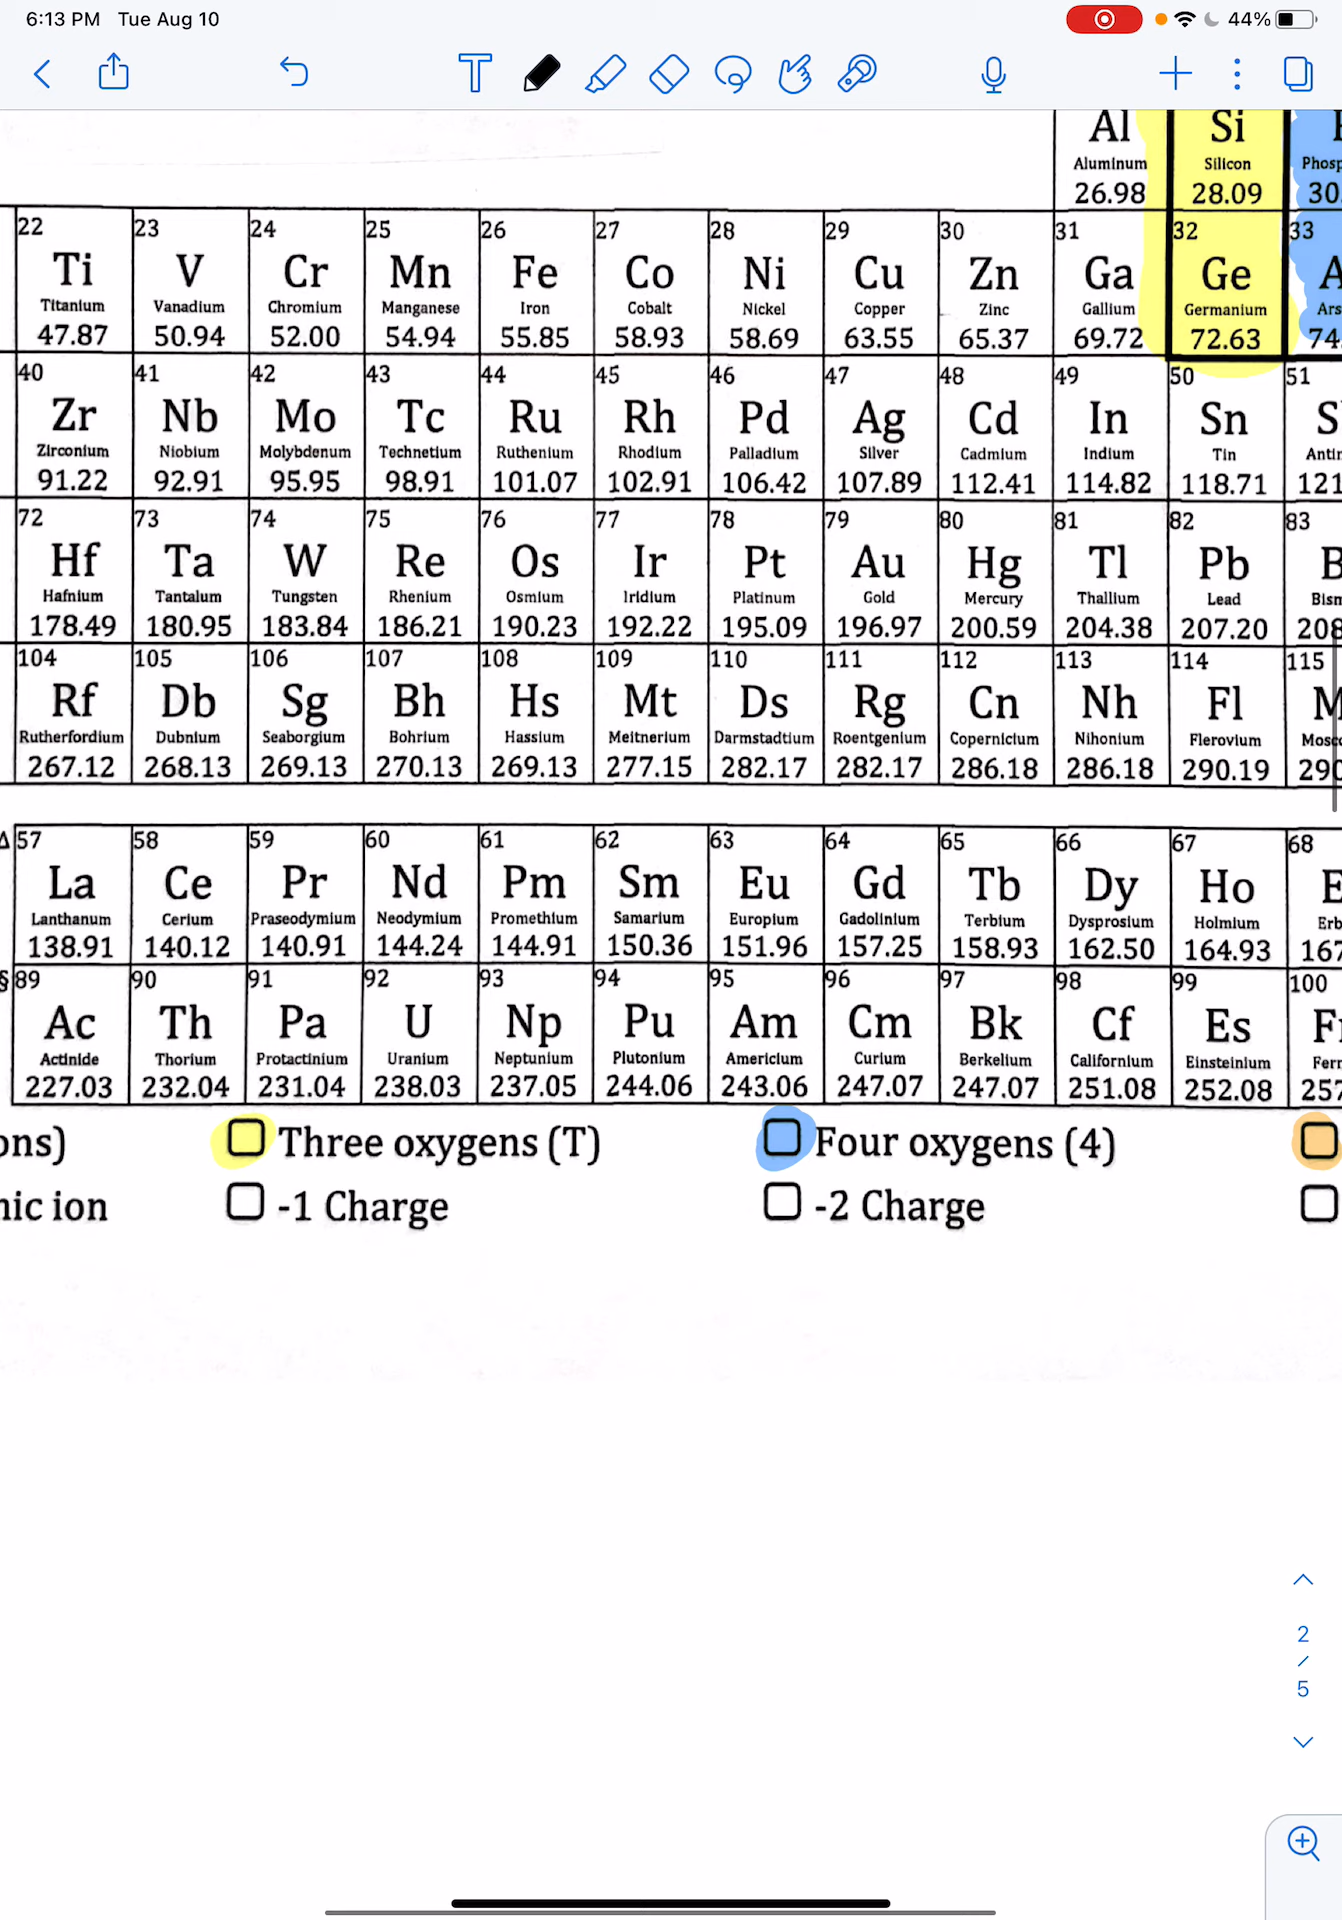 6:13 PM Tue Aug 10 44%
T
Al Si
Aluminum Silicon
26.98 28.09
22 23 24 25 26 27 28 29 30 31 32 33
Ti V Cr Mn Fe Co Ni Cu Zn Ga Ge
Titanium Vanadium Chromium Manganese Iron Cobalt Nickel Copper Zinc Gallium Germanium
47.87 50.94 52.00 54.94 55.85 58.93 58.69 63.55 65.37 69.72 72.63
40 41 42 43 44 45 46 47 48 49 50 51
Zr Nb Mo Tc Ru Rh Pd Ag Cd In Sn
Zirconium Niobium Molybdenum Technetium Ruthenium Rhodium Palladium Silver Cadmium Indium Tin
91.22 92.91 95.95 98.91 101.07 102.91 106.42 107.89 112.41 114.82 118.71 121
72 73 74 75 76 77 78 79 80 81 82 83
Hf Ta W Re Os Ir Pt Au Hg Tl Pb
Hafnium Tantalum Tungsten Rhenium Osmium Iridium Platinum Gold Mercury Thallium Lead
178.49 180.95 183.84 186.21 190.23 192.22 195.09 196.97 200.59 204.38 207.20 208
104 105 106 107 108 109 110 111 112 113 114 115
Rf Db Sg Bh Hs Mt Ds Rg Cn Nh Fl
Rutherfordium Dubnium Seaborgium Bohrium Hassium Meitnerium Darmstadtium Roentgenium Copernicium Nihonium Flerovium
267.12 268.13 269.13 270.13 269.13 277.15 282.17 282.17 286.18 286.18 290.19 290
Δ 57 58 59 60 61 62 63 64 65 66 67 68
La Ce Pr Nd Pm Sm Eu Gd Tb Dy Ho
Lanthanum Cerium Praseodymium Neodymium Promethium Samarium Europium Gadolinium Terbium Dysprosium Holmium
138.91 140.12 140.91 144.24 144.91 150.36 151.96 157.25 158.93 162.50 164.93 167
§ 89 90 91 92 93 94 95 96 97 98 99 100
Ac Th Pa U Np Pu Am Cm Bk Cf Es
Actinide Thorium Protactinium Uranium Neptunium Plutonium Americium Curium Berkelium Californium Einsteinium
227.03 232.04 231.04 238.03 237.05 244.06 243.06 247.07 247.07 251.08 252.08 257
ons) Three oxygens (T) Four oxygens (4)
nic ion -1 Charge -2 Charge
2
/
5